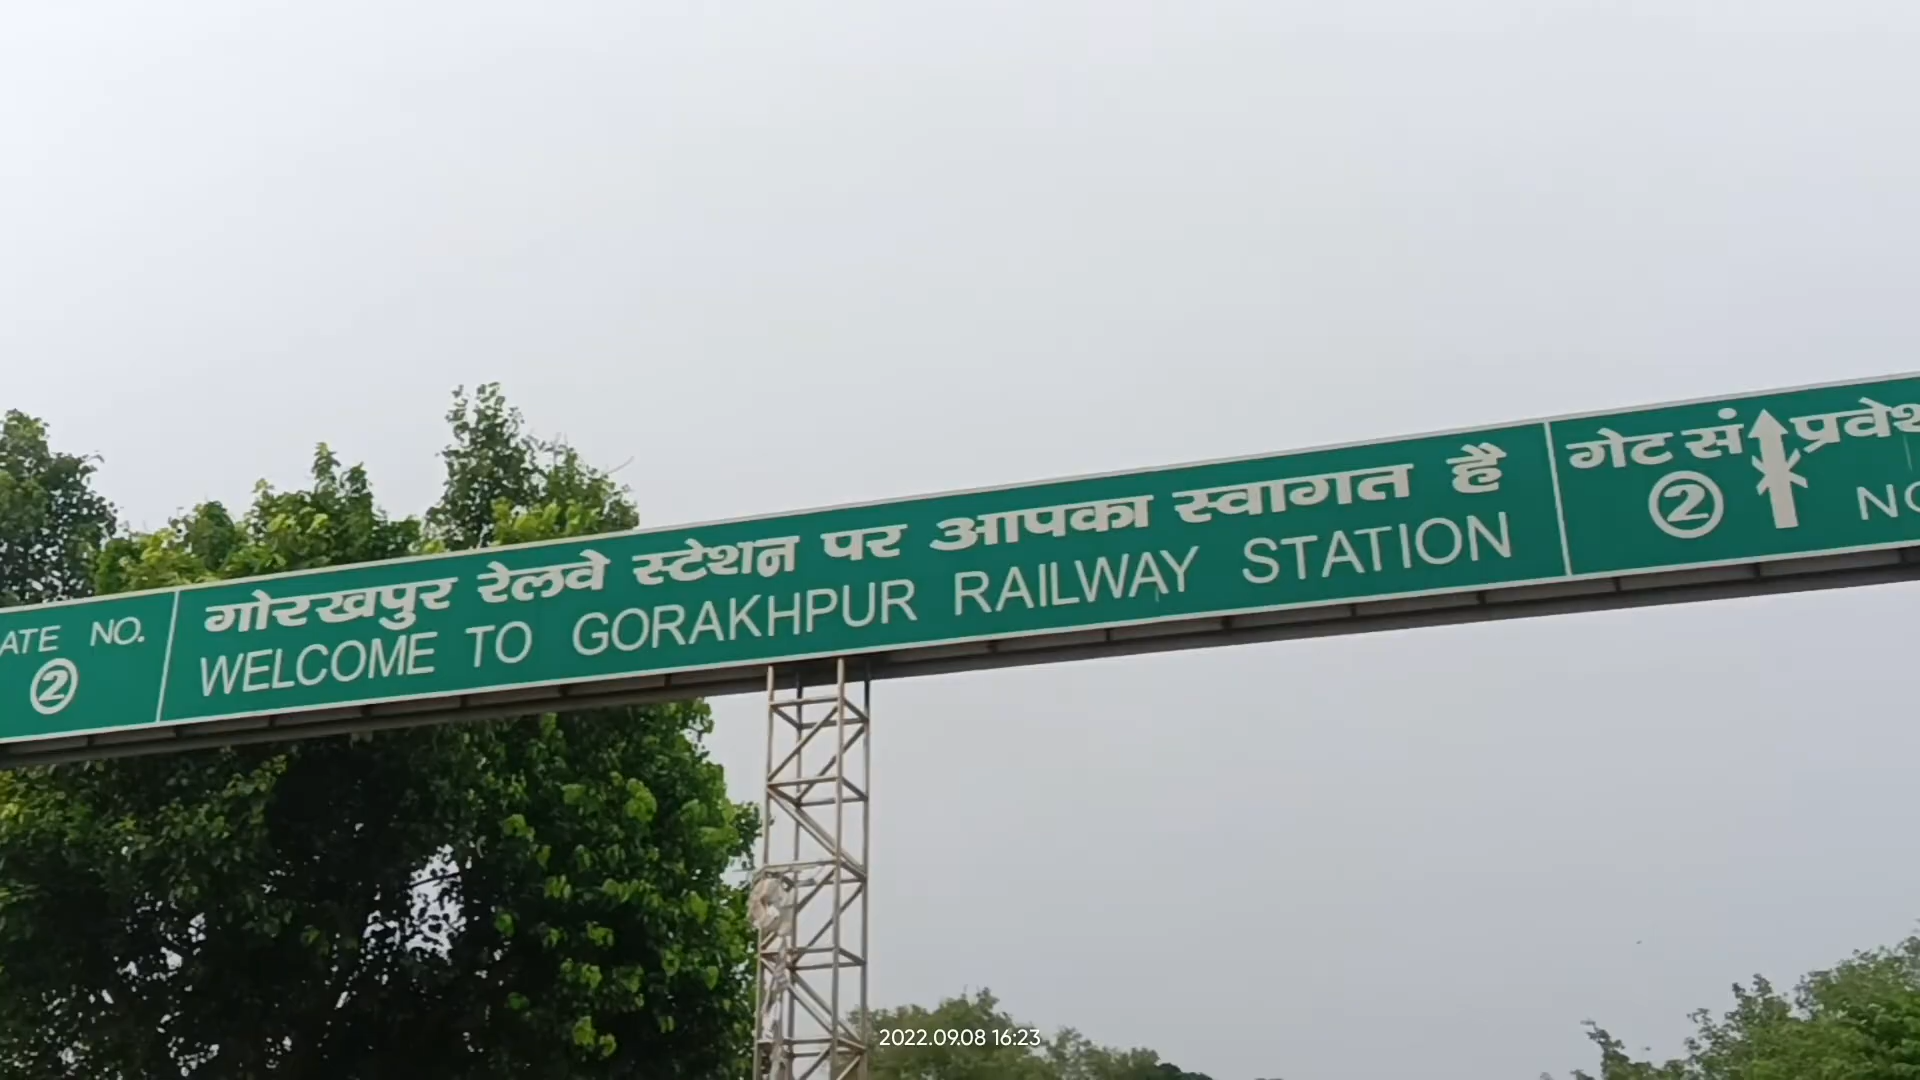 NO.
2
गोरखपुर रेलवे स्टेशन पर आपका स्वागत है
WELCOME TO GORAKHPUR RAILWAY STATION
गेट सं
2
2022.09.08 16:23